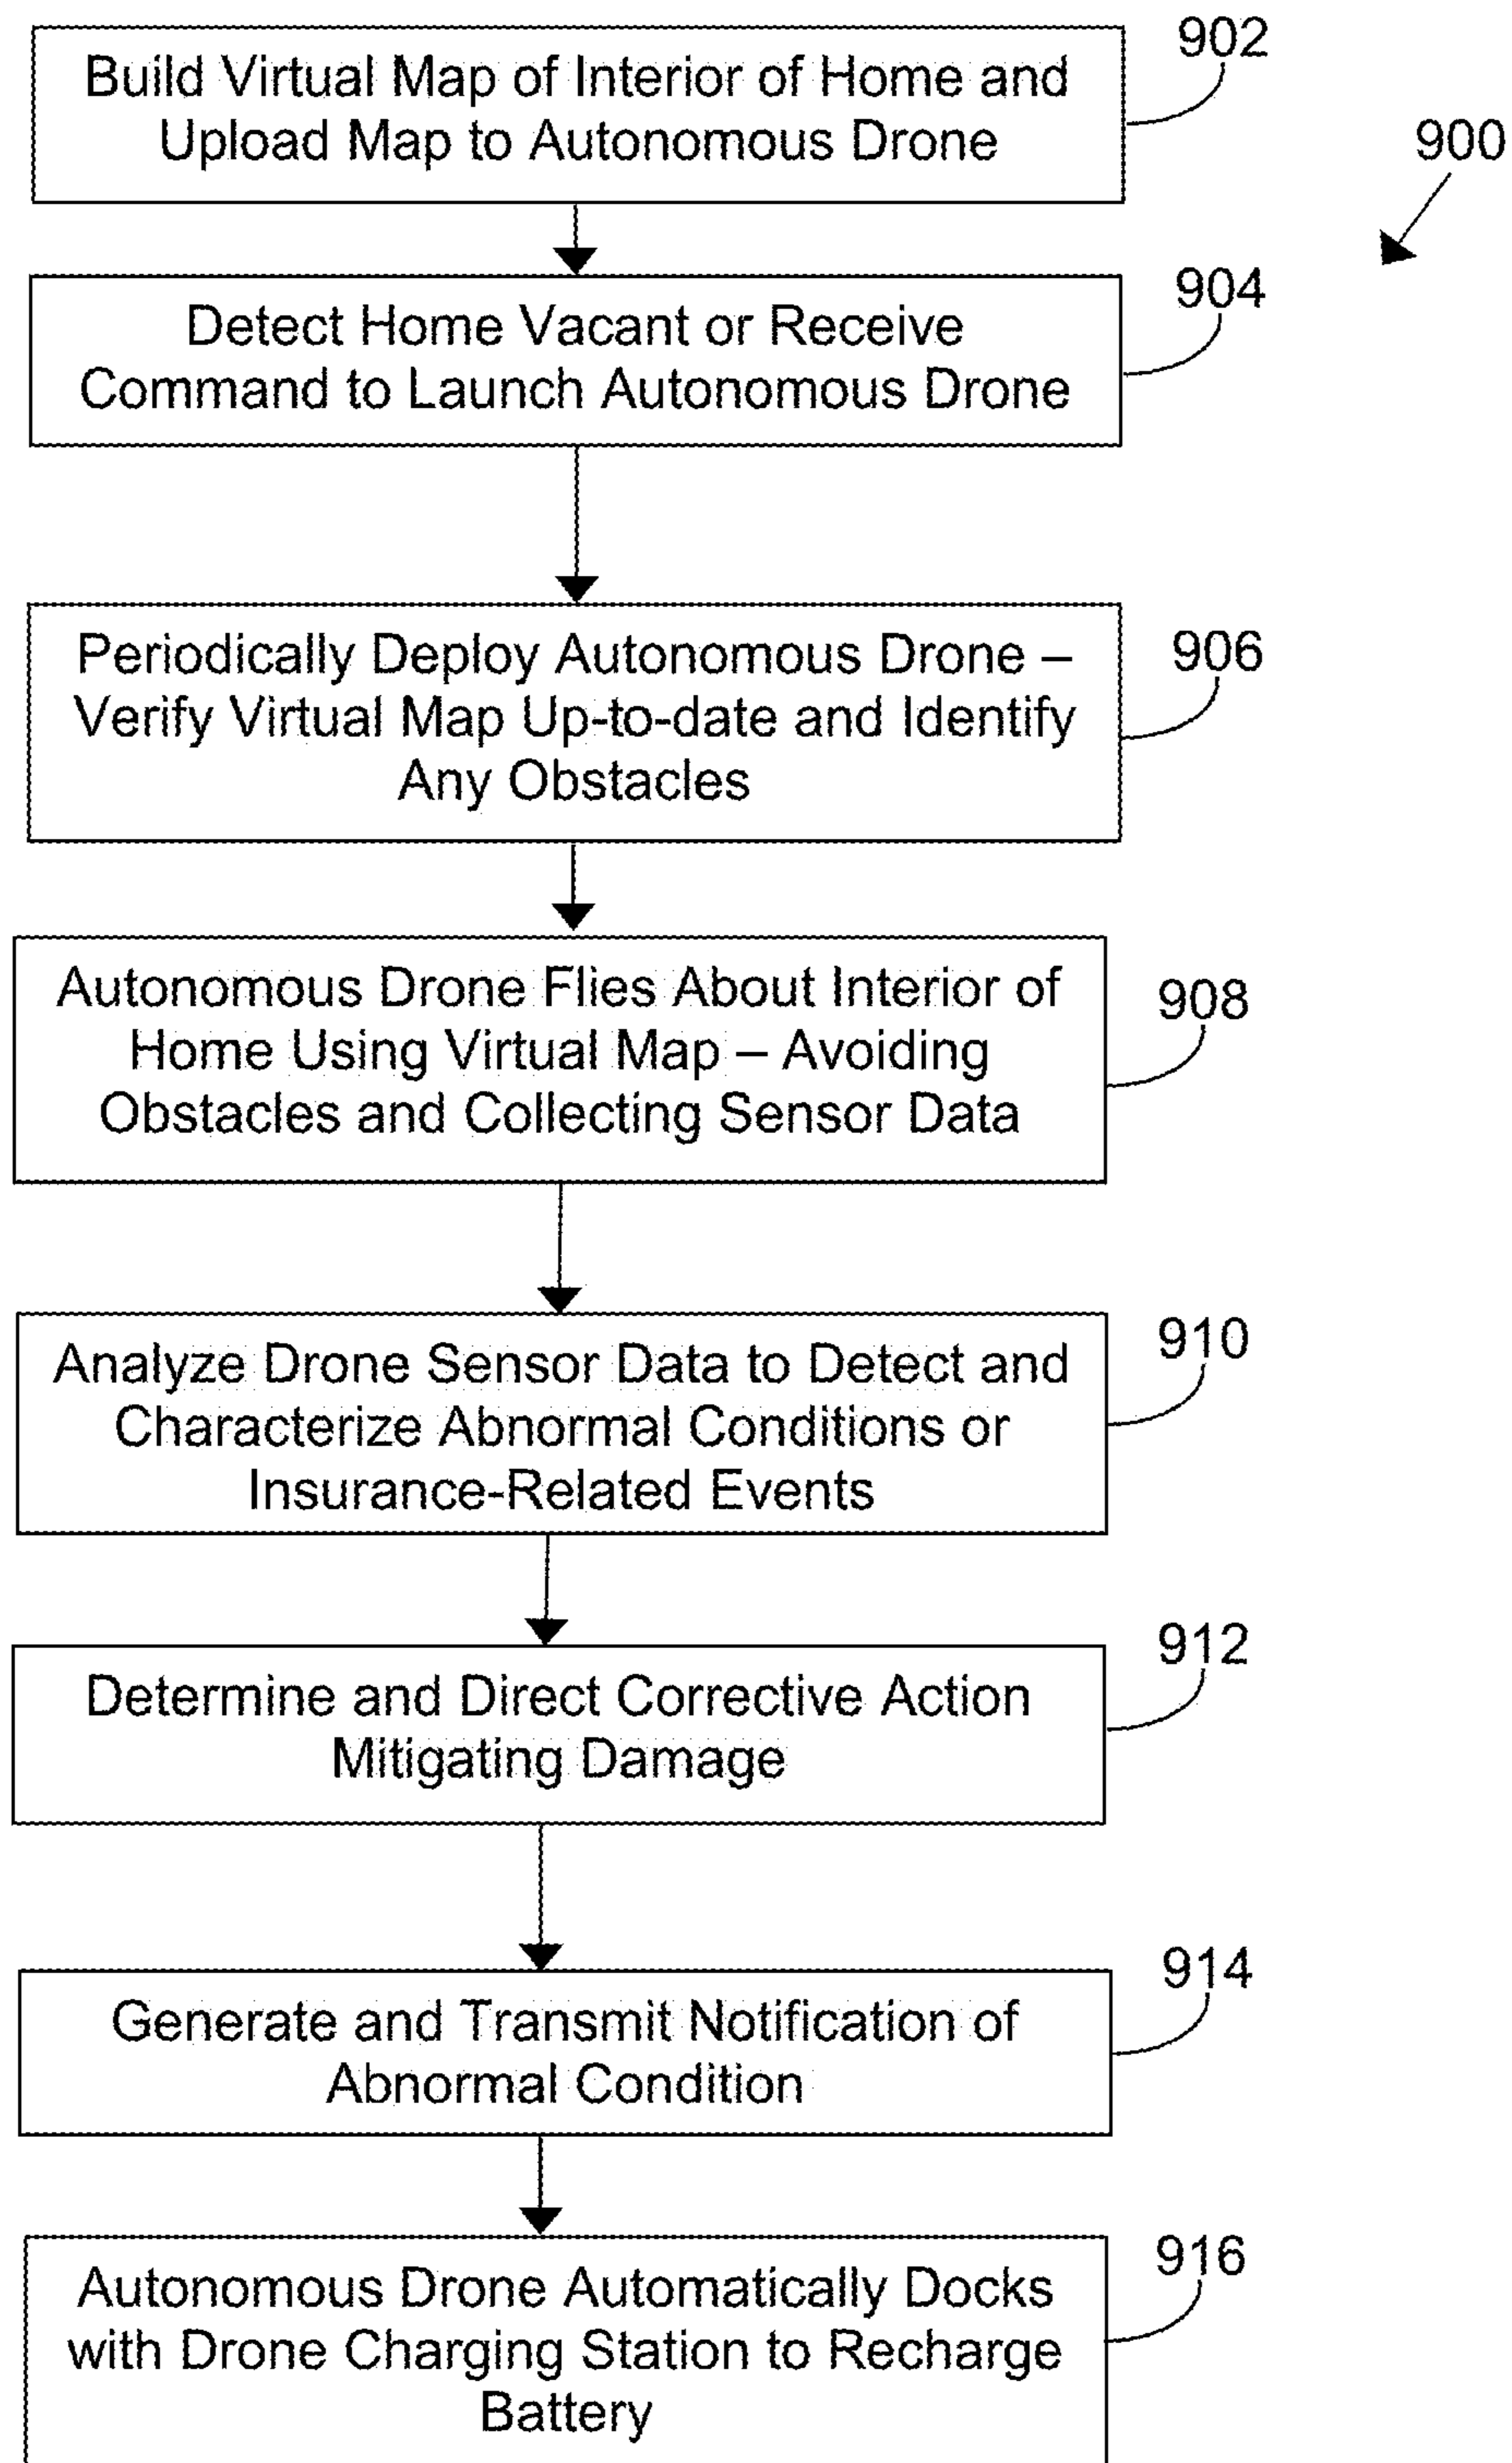 902
Build Virtual Map of Interior of Home and
Upload Map to Autonomous Drone
900
904
Detect Home Vacant or Receive
Command to Launch Autonomous Drone
Periodically Deploy Autonomous Drone –
906
Verify Virtual Map Up-to-date and Identify
Any Obstacles
Autonomous Drone Flies About Interior of
908
Home Using Virtual Map – Avoiding
Obstacles and Collecting Sensor Data
910
Analyze Drone Sensor Data to Detect and
Characterize Abnormal Conditions or
Insurance-Related Events
912
Determine and Direct Corrective Action
Mitigating Damage
914
Generate and Transmit Notification of
Abnormal Condition
916
Autonomous Drone Automatically Docks
with Drone Charging Station to Recharge
Battery